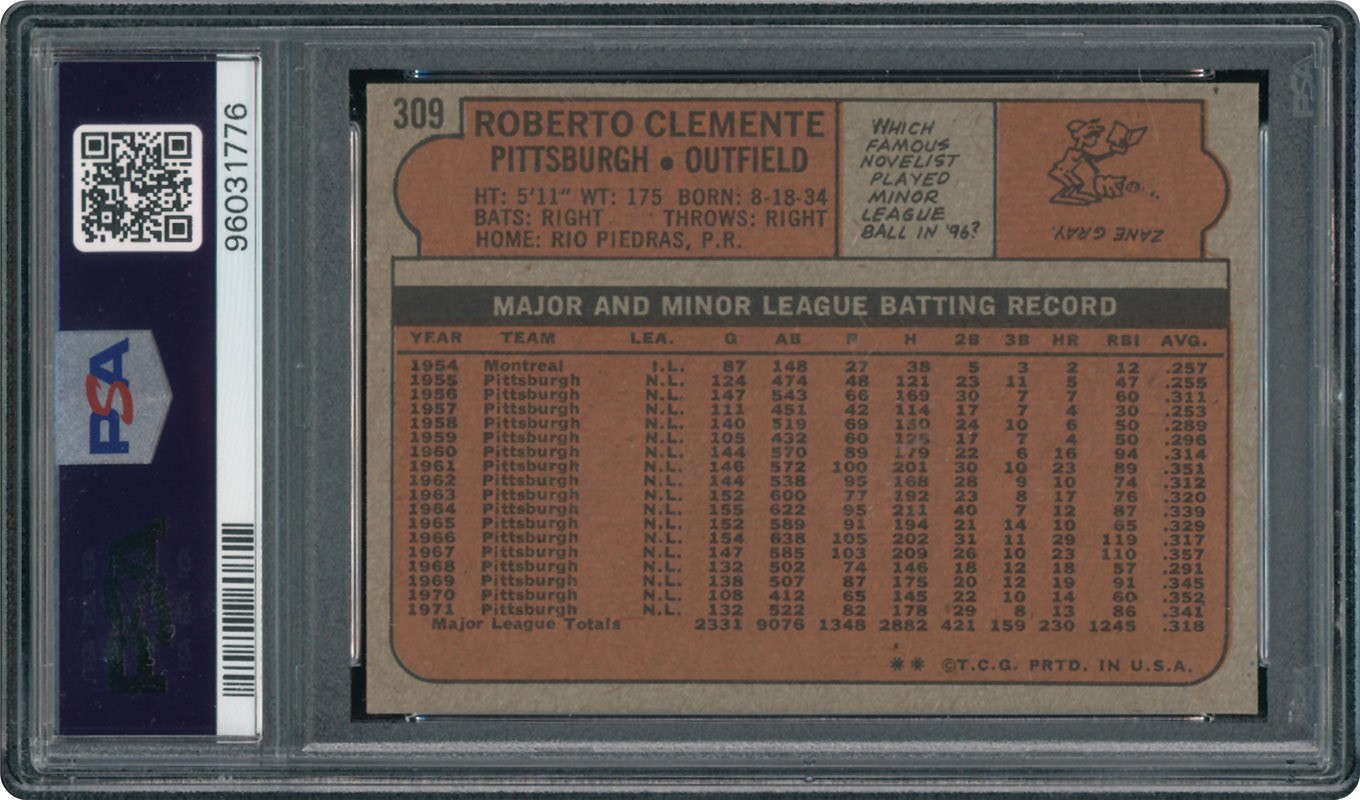 PSA
96031776
309
ROBERTO CLEMENTE
PITTSBURGH • OUTFIELD
HT: 5'11" WT: 175 BORN: 8-18-34
BATS: RIGHT THROWS: RIGHT
HOME: RIO PIEDRAS, P.R.
WHICH
FAMOUS
NOVELIST
PLAYED
MINOR
LEAGUE
BALL IN '96?
ZANE GRAY.
MAJOR AND MINOR LEAGUE BATTING RECORD
YEAR TEAM LEA. G AB R H 2B 3B HR RBI AVG.
1954 Montreal I.L. 87 148 27 38 5 3 2 12 .257
1955 Pittsburgh N.L. 124 474 48 121 23 11 5 47 .255
1956 Pittsburgh N.L. 147 543 66 169 30 7 7 60 .311
1957 Pittsburgh N.L. 111 451 42 114 17 7 4 30 .253
1958 Pittsburgh N.L. 140 519 69 150 24 10 6 50 .289
1959 Pittsburgh N.L. 105 432 60 128 17 7 4 50 .296
1960 Pittsburgh N.L. 144 570 89 179 22 6 16 94 .314
1961 Pittsburgh N.L. 146 572 100 201 30 10 23 89 .351
1962 Pittsburgh N.L. 144 538 95 168 28 9 10 74 .312
1963 Pittsburgh N.L. 152 600 77 192 23 8 17 76 .320
1964 Pittsburgh N.L. 155 622 95 211 40 7 12 87 .339
1965 Pittsburgh N.L. 152 589 91 194 21 14 10 65 .329
1966 Pittsburgh N.L. 154 638 105 202 31 11 29 119 .317
1967 Pittsburgh N.L. 147 585 103 209 26 10 23 110 .357
1968 Pittsburgh N.L. 132 502 74 146 18 12 18 57 .291
1969 Pittsburgh N.L. 138 507 87 175 20 12 19 91 .345
1970 Pittsburgh N.L. 108 412 65 145 22 10 14 60 .352
1971 Pittsburgh N.L. 132 522 82 178 29 8 13 86 .341
Major League Totals 2331 9076 1348 2882 421 159 230 1245 .318
** ©T.C.G. PRTD. IN U.S.A.
PSA
PSA